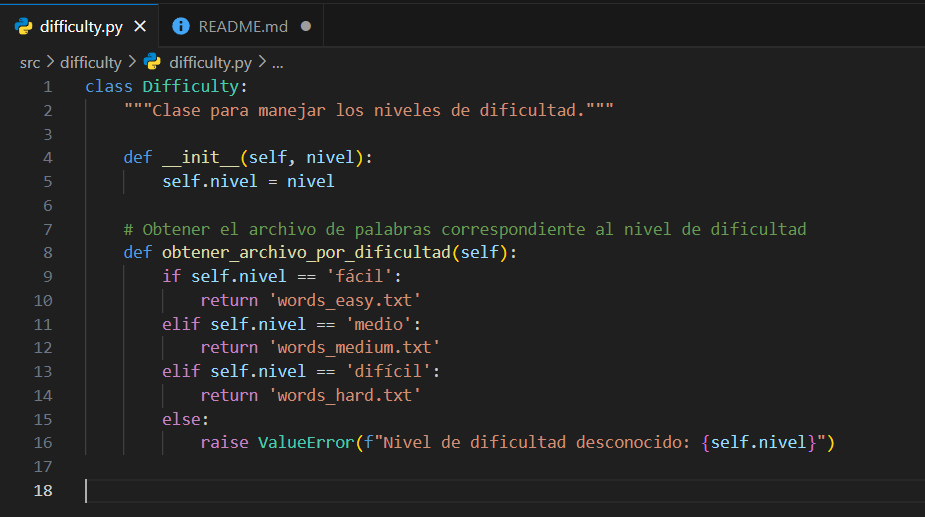 difficulty.py
README.md
src > difficulty > difficulty.py > ...
1 class Difficulty:
2     """Clase para manejar los niveles de dificultad."""
3
4     def __init__(self, nivel):
5         self.nivel = nivel
6
7     # Obtener el archivo de palabras correspondiente al nivel de dificultad
8     def obtener_archivo_por_dificultad(self):
9         if self.nivel == 'fácil':
10             return 'words_easy.txt'
11         elif self.nivel == 'medio':
12             return 'words_medium.txt'
13         elif self.nivel == 'difícil':
14             return 'words_hard.txt'
15         else:
16             raise ValueError(f"Nivel de dificultad desconocido: {self.nivel}")
17
18